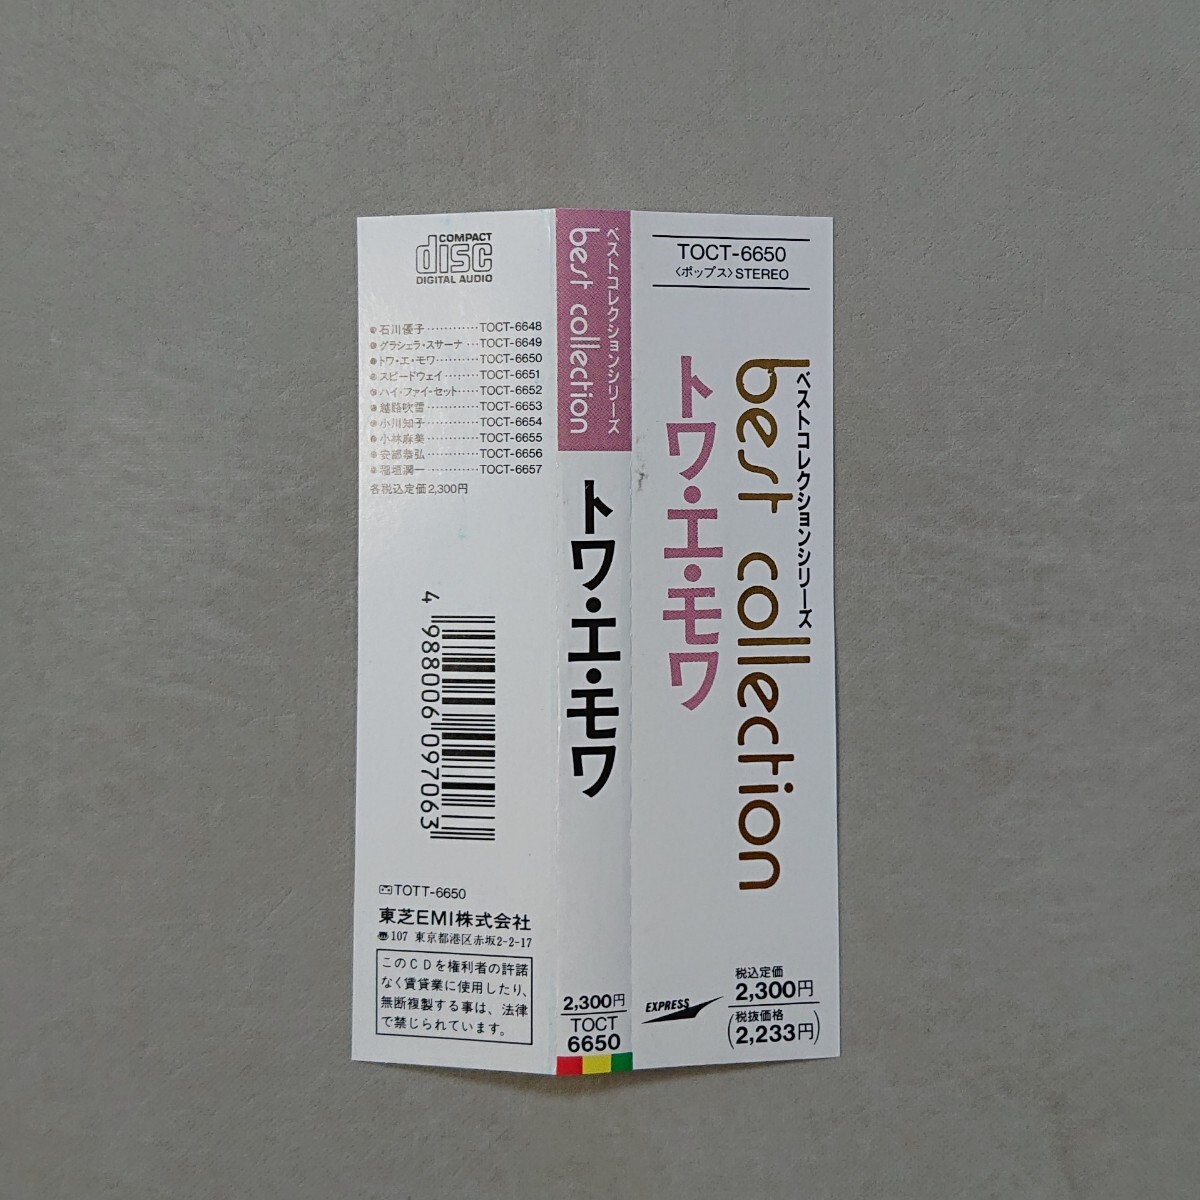 COMPACT
disc
DIGITAL AUDIO
●石川優子…………TOCT-6648
●グラシェラ・スサーナ…TOCT-6649
●トワ・エ・モワ…………TOCT-6650
●スピードウェイ……TOCT-6651
●ハイ・ファイ・セット……TOCT-6652
●越路吹雪…………TOCT-6653
●小川知子…………TOCT-6654
●小林麻美…………TOCT-6655
●安部恭弘…………TOCT-6656
●稲垣潤一…………TOCT-6657
各税込定価2,300円
4 988006 097063
TOTT-6650
東芝EMI株式会社
107 東京都港区赤坂2-2-17
このCDを権利者の許諾
なく賃貸業に使用したり、
無断複製する事は、法律
で禁じられています。
ベストコレクションシリーズ
best collection
トワ・エ・モワ
2,300円
TOCT
6650
TOCT-6650
〈ポップス〉STEREO
ベストコレクションシリーズ
best collection
トワ・エ・モワ
EXPRESS
税込定価
2,300円
(税抜価格
2,233円)